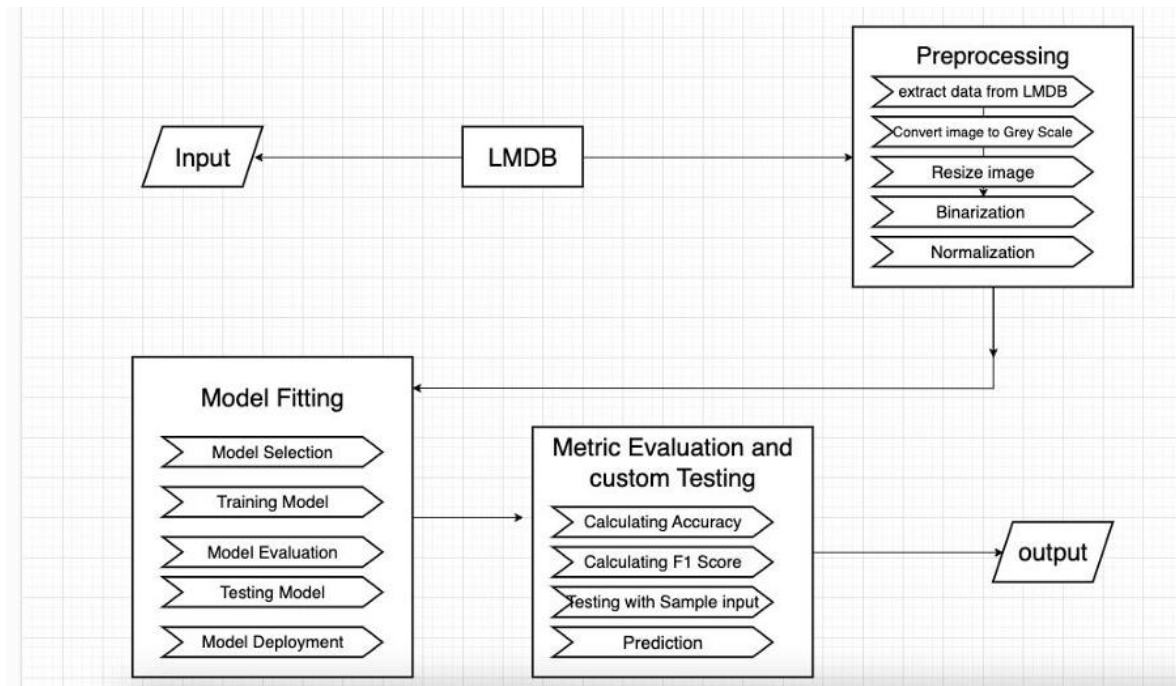 Preprocessing
extract data from LMDB
Convert image to Grey Scale
Resize image
Binarization
Normalization
Input
LMDB
Model Fitting
Model Selection
Training Model
Model Evaluation
Testing Model
Model Deployment
Metric Evaluation and
custom Testing
Calculating Accuracy
Calculating F1 Score
Testing with Sample input
Prediction
output